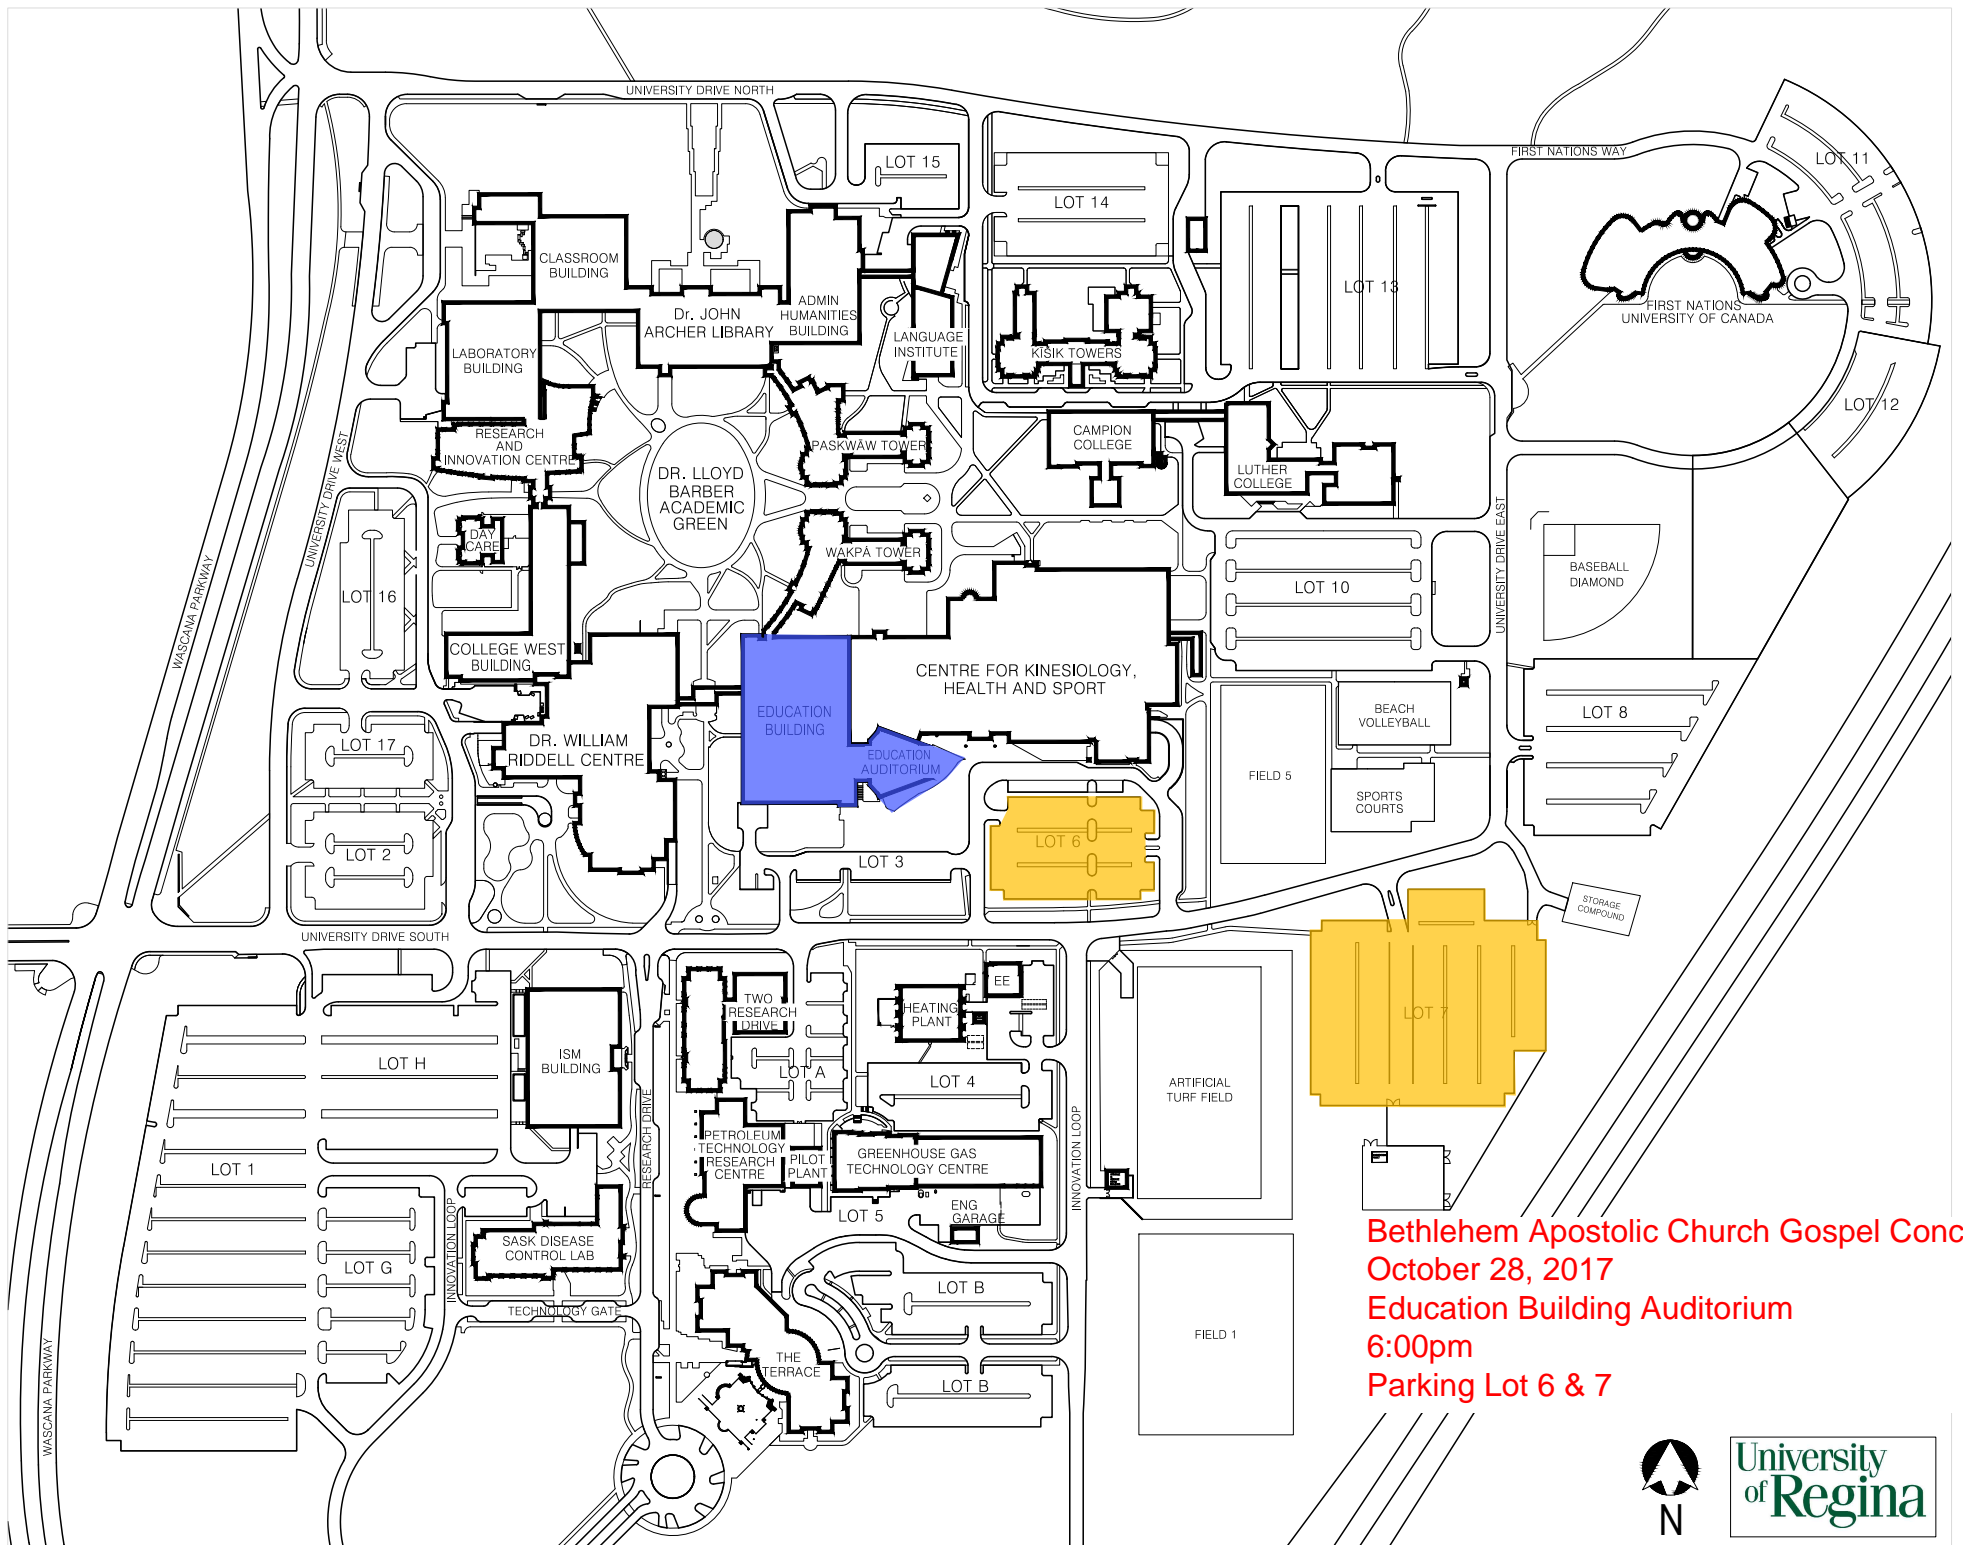 UNIVERSITY DRIVE NORTH
FIRST NATIONS WAY
LOT 11
LOT 15
LOT 14
CLASSROOM
BUILDING
LOT 13
ADMIN
HUMANITIES
BUILDING
Dr. JOHN
ARCHER LIBRARY
FIRST NATIONS
UNIVERSITY OF CANADA
LANGUAGE
INSTITUTE
KĪSIK TOWERS
LABORATORY
BUILDING
LOT 12
RESEARCH
AND
INNOVATION CENTRE
PASKWĀW TOWER
CAMPION
COLLEGE
LUTHER
COLLEGE
DR. LLOYD
BARBER
ACADEMIC
GREEN
UNIVERSITY DRIVE WEST
UNIVERSITY DRIVE EAST
DAY
CARE
WAKPĀ TOWER
WASCANA PARKWAY
LOT 16
LOT 10
BASEBALL
DIAMOND
COLLEGE WEST
BUILDING
CENTRE FOR KINESIOLOGY,
HEALTH AND SPORT
EDUCATION
BUILDING
BEACH
VOLLEYBALL
LOT 8
LOT 17
DR. WILLIAM
RIDDELL CENTRE
EDUCATION
AUDITORIUM
FIELD 5
SPORTS
COURTS
LOT 2
LOT 3
LOT 6
STORAGE
COMPOUND
UNIVERSITY DRIVE SOUTH
TWO
RESEARCH
DRIVE
HEATING
PLANT
EE
LOT 7
LOT H
ISM
BUILDING
LOT A
LOT 4
ARTIFICIAL
TURF FIELD
RESEARCH DRIVE
INNOVATION LOOP
LOT 1
PETROLEUM
TECHNOLOGY
RESEARCH
CENTRE
PILOT
PLANT
GREENHOUSE GAS
TECHNOLOGY CENTRE
LOT 5
ENG
GARAGE
INNOVATION LOOP
SASK DISEASE
CONTROL LAB
LOT G
TECHNOLOGY GATE
LOT B
FIELD 1
THE
TERRACE
LOT B
WASCANA PARKWAY
Bethlehem Apostolic Church Gospel Conc
October 28, 2017
Education Building Auditorium
6:00pm
Parking Lot 6 & 7
N
University
of Regina